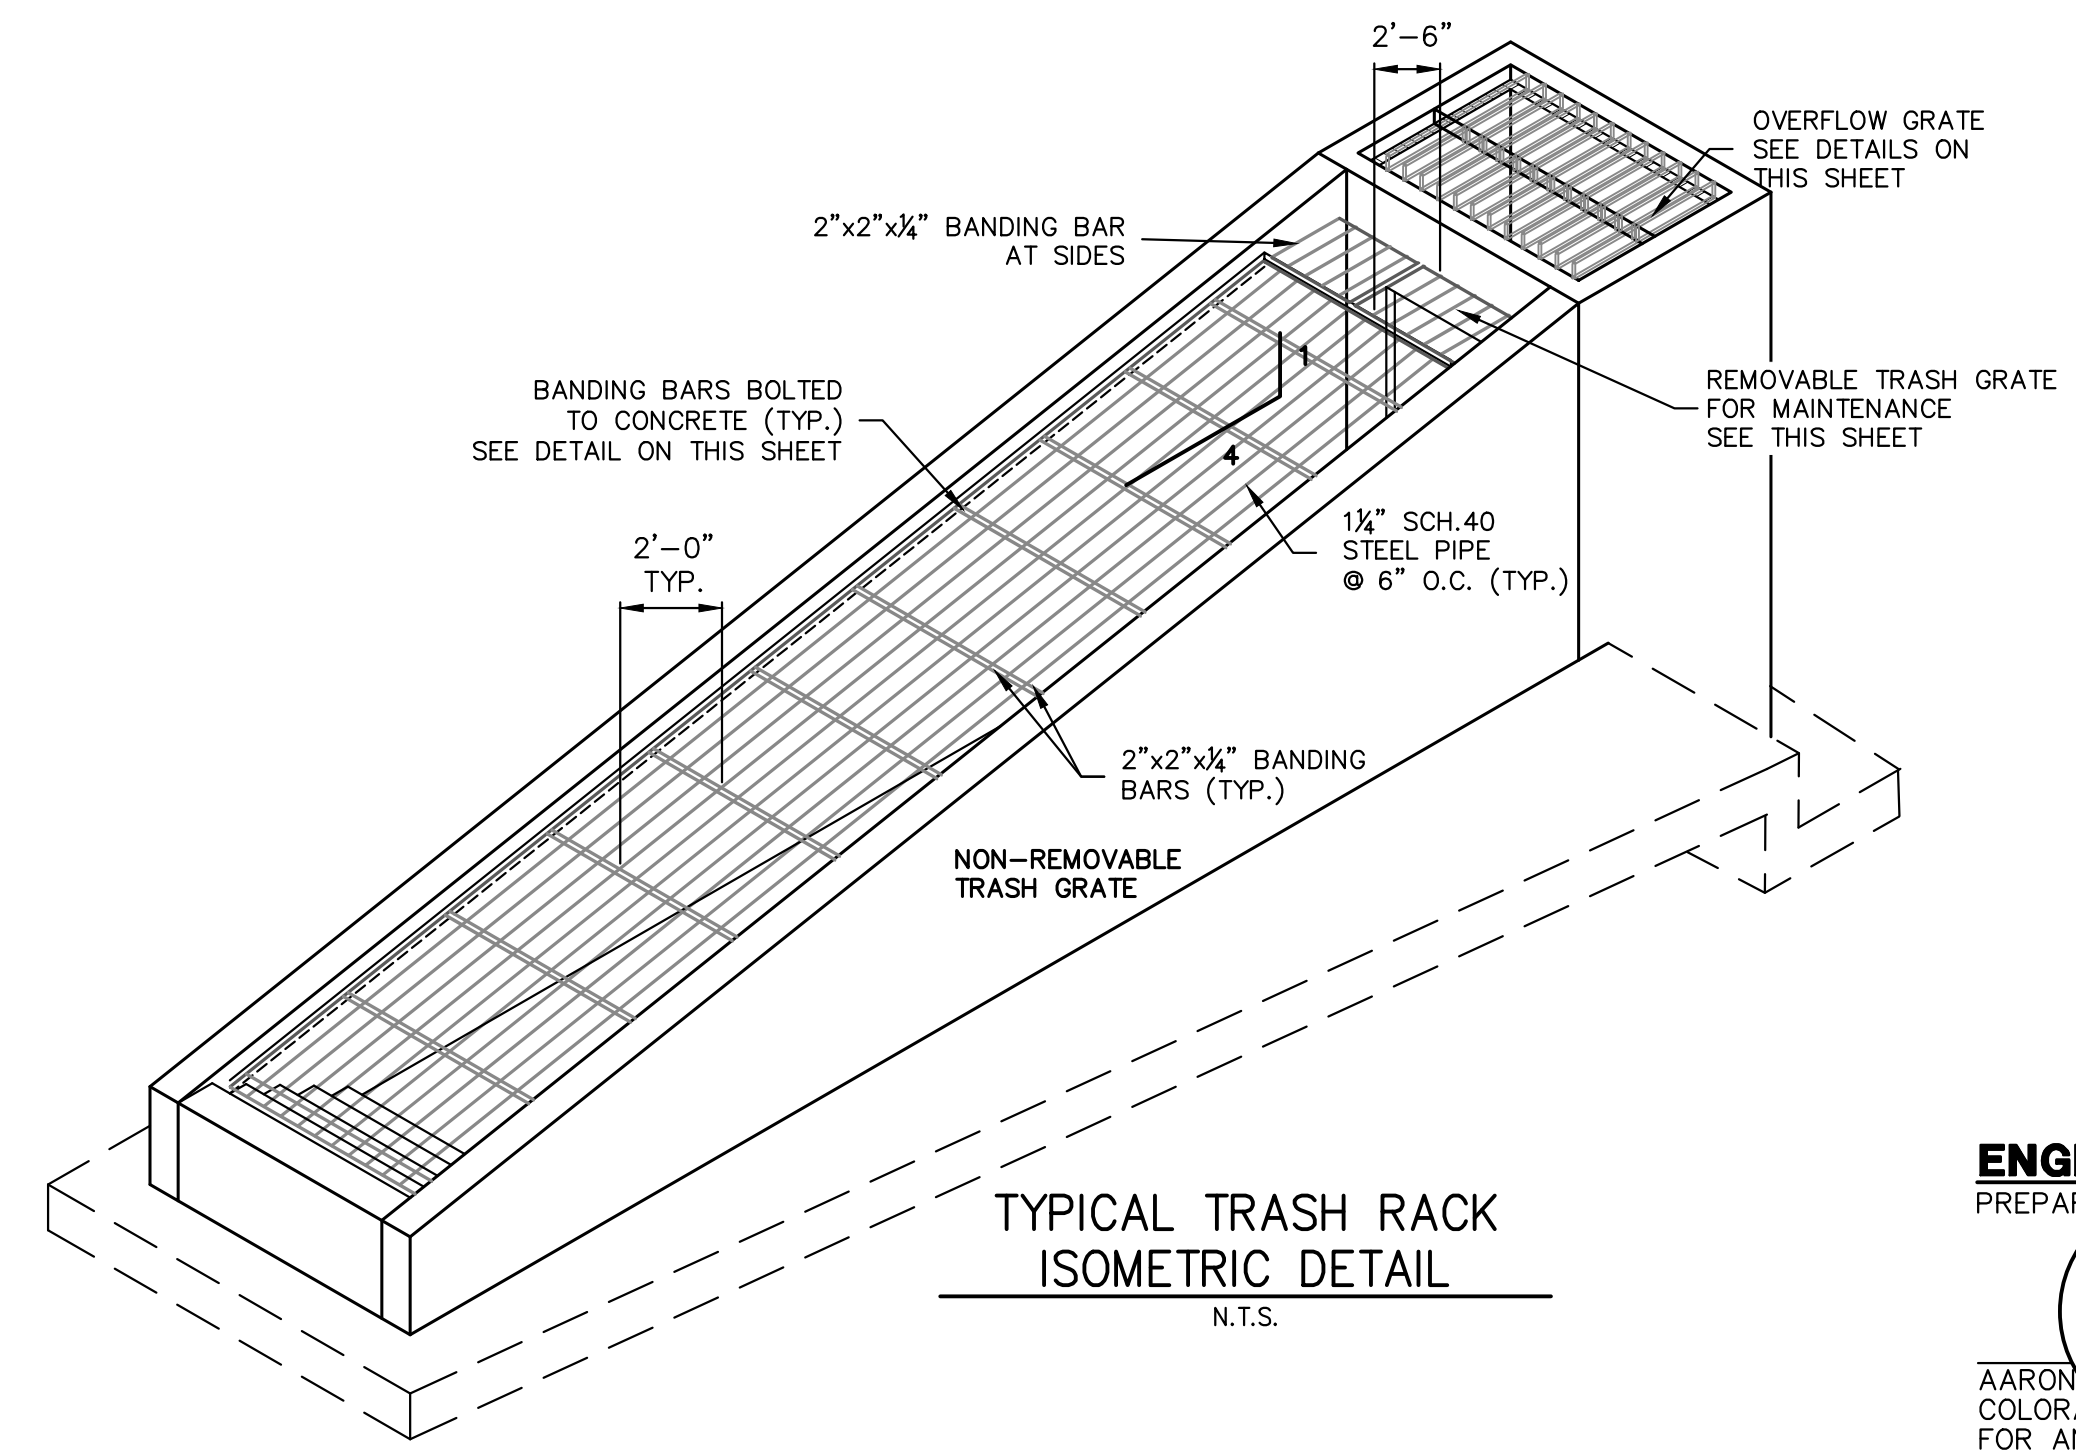 2'-6"
OVERFLOW GRATE
SEE DETAILS ON
THIS SHEET
2"x2"x¼" BANDING BAR
AT SIDES
1
4
BANDING BARS BOLTED
TO CONCRETE (TYP.)
SEE DETAIL ON THIS SHEET
REMOVABLE TRASH GRATE
FOR MAINTENANCE
SEE THIS SHEET
1¼" SCH.40
STEEL PIPE
@ 6" O.C. (TYP.)
2'-0"
TYP.
2"x2"x¼" BANDING
BARS (TYP.)
NON-REMOVABLE
TRASH GRATE
TYPICAL TRASH RACK
ISOMETRIC DETAIL
N.T.S.
AARON
FOR